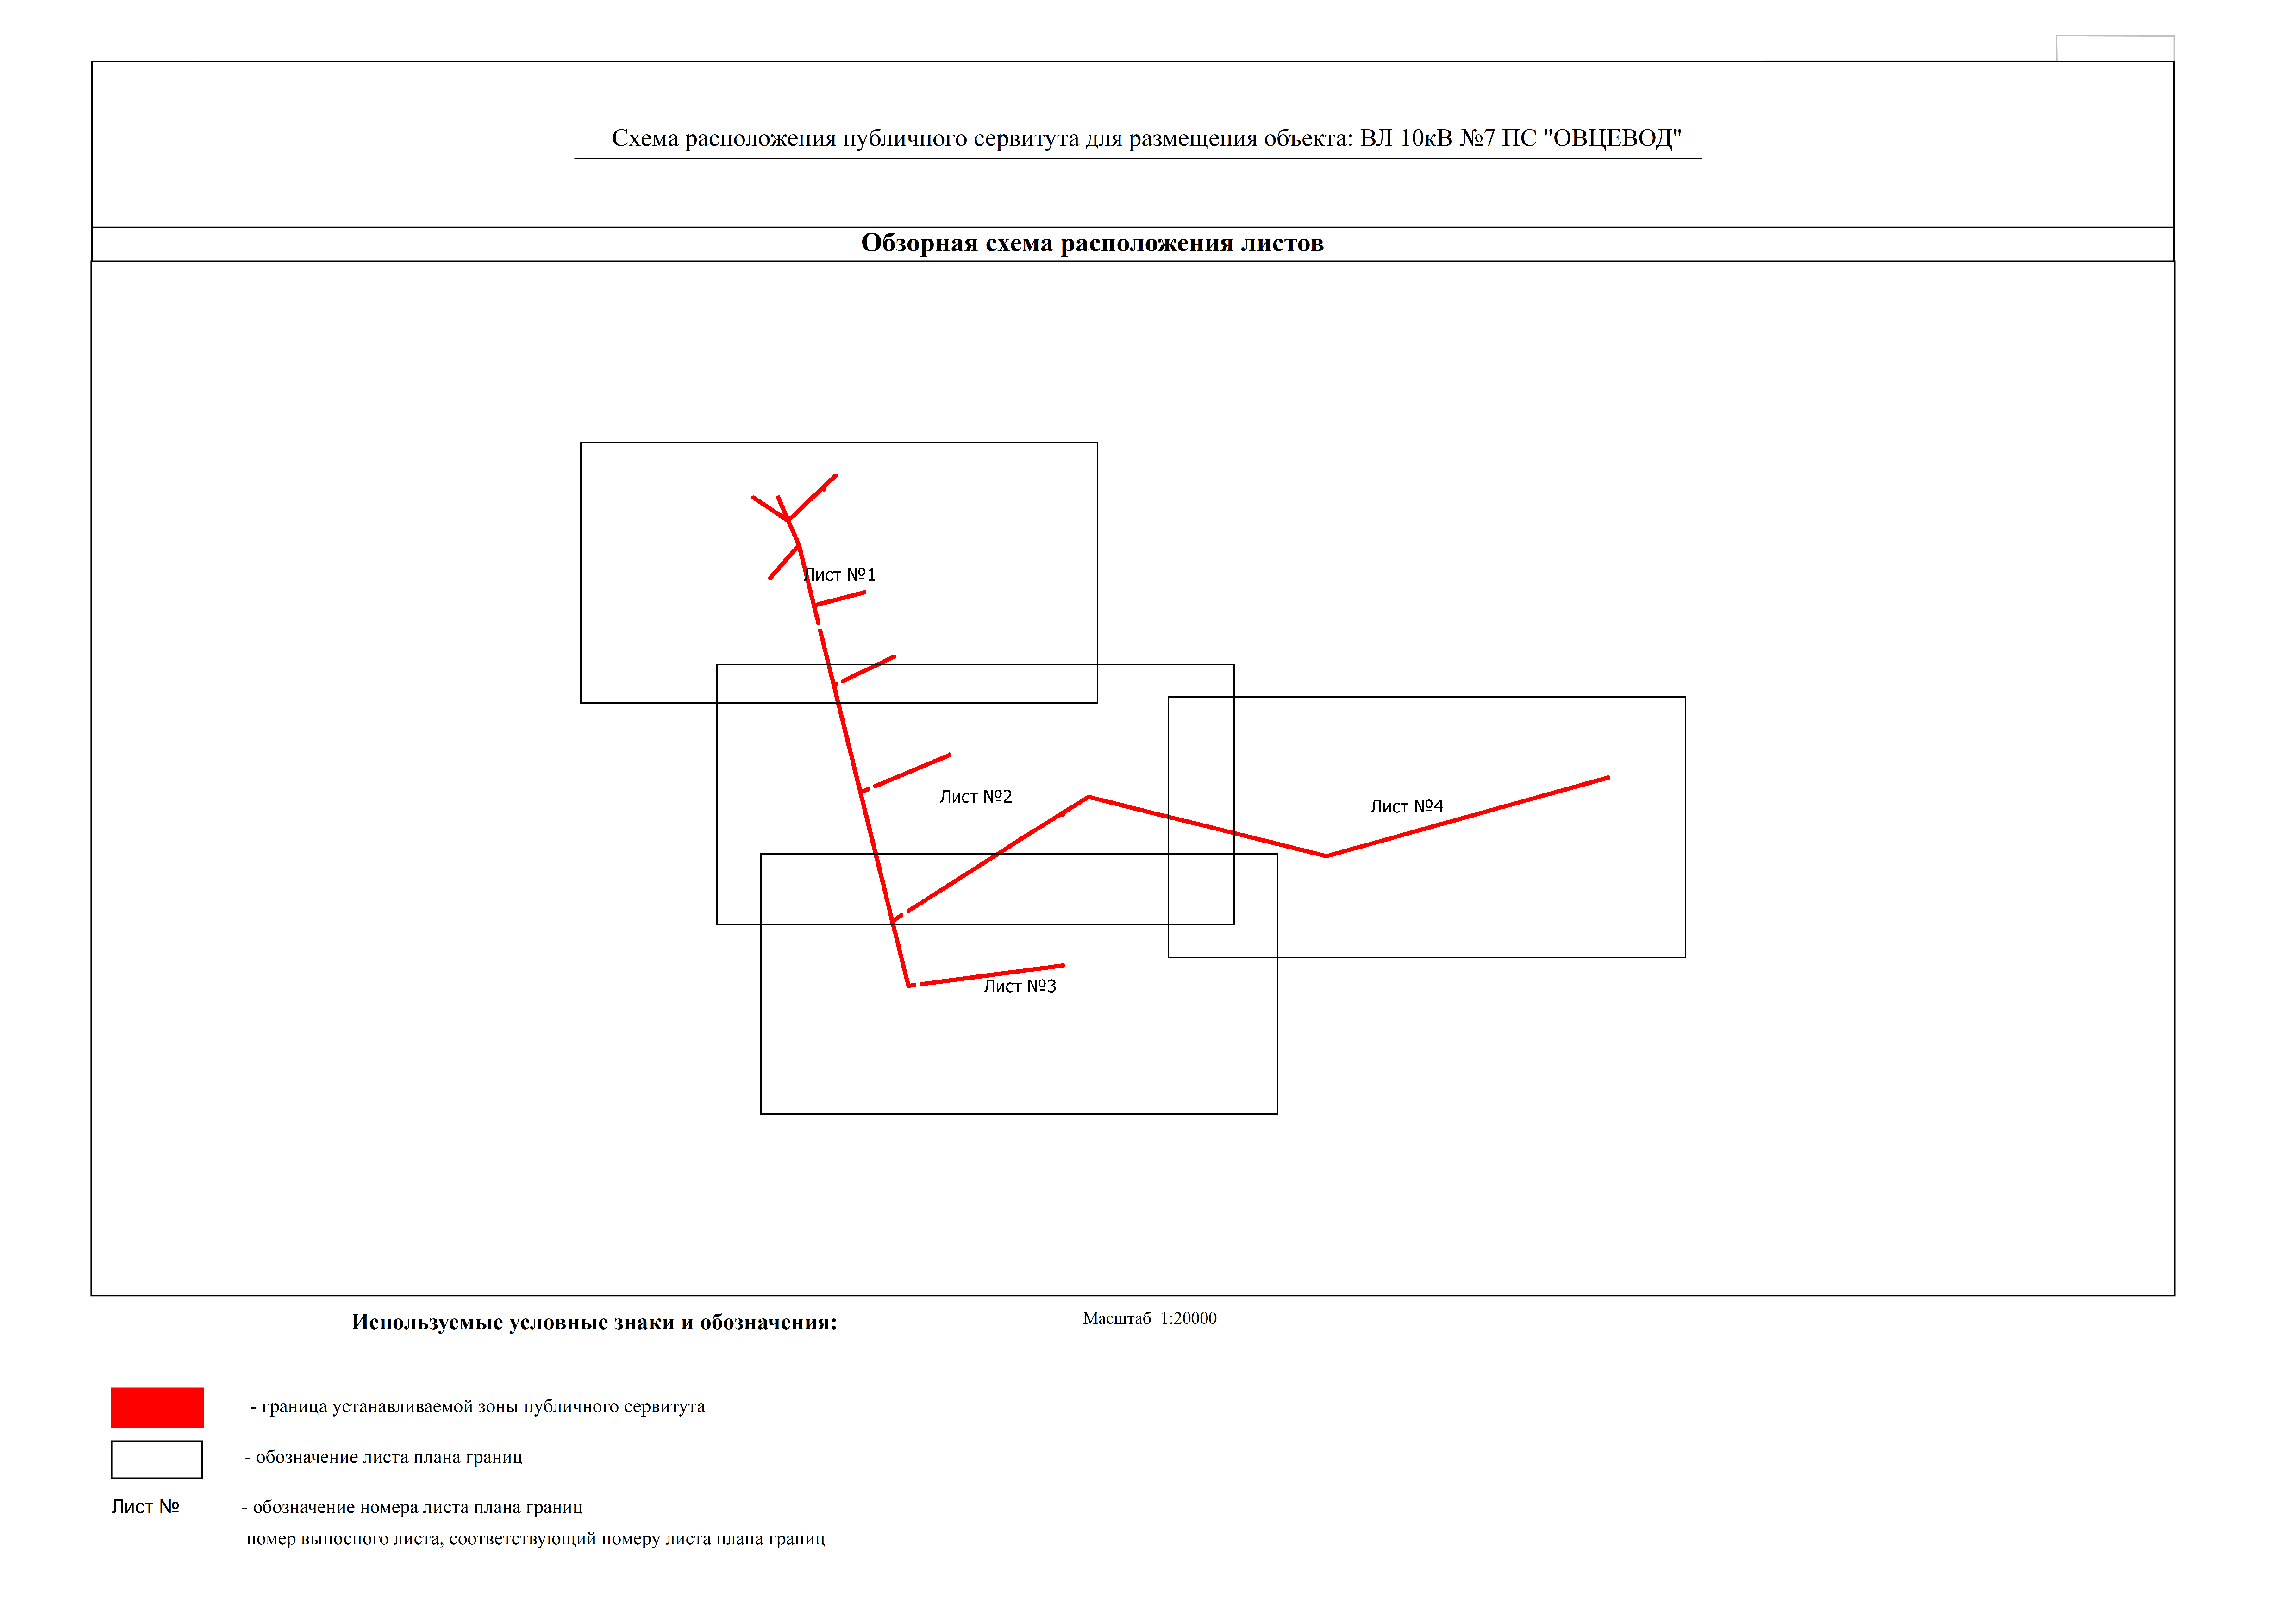 Схема расположения публичного сервитута для размещения объекта: ВЛ 10кВ №7 ПС "ОВЦЕВОД"
Обзорная схема расположения листов
Лист №1
Лист №2
Лист №4
Лист №3
Используемые условные знаки и обозначения:
Масштаб 1:20000
- граница устанавливаемой зоны публичного сервитута
- обозначение листа плана границ
Лист № - обозначение номера листа плана границ
номер выносного листа, соответствующий номеру листа плана границ